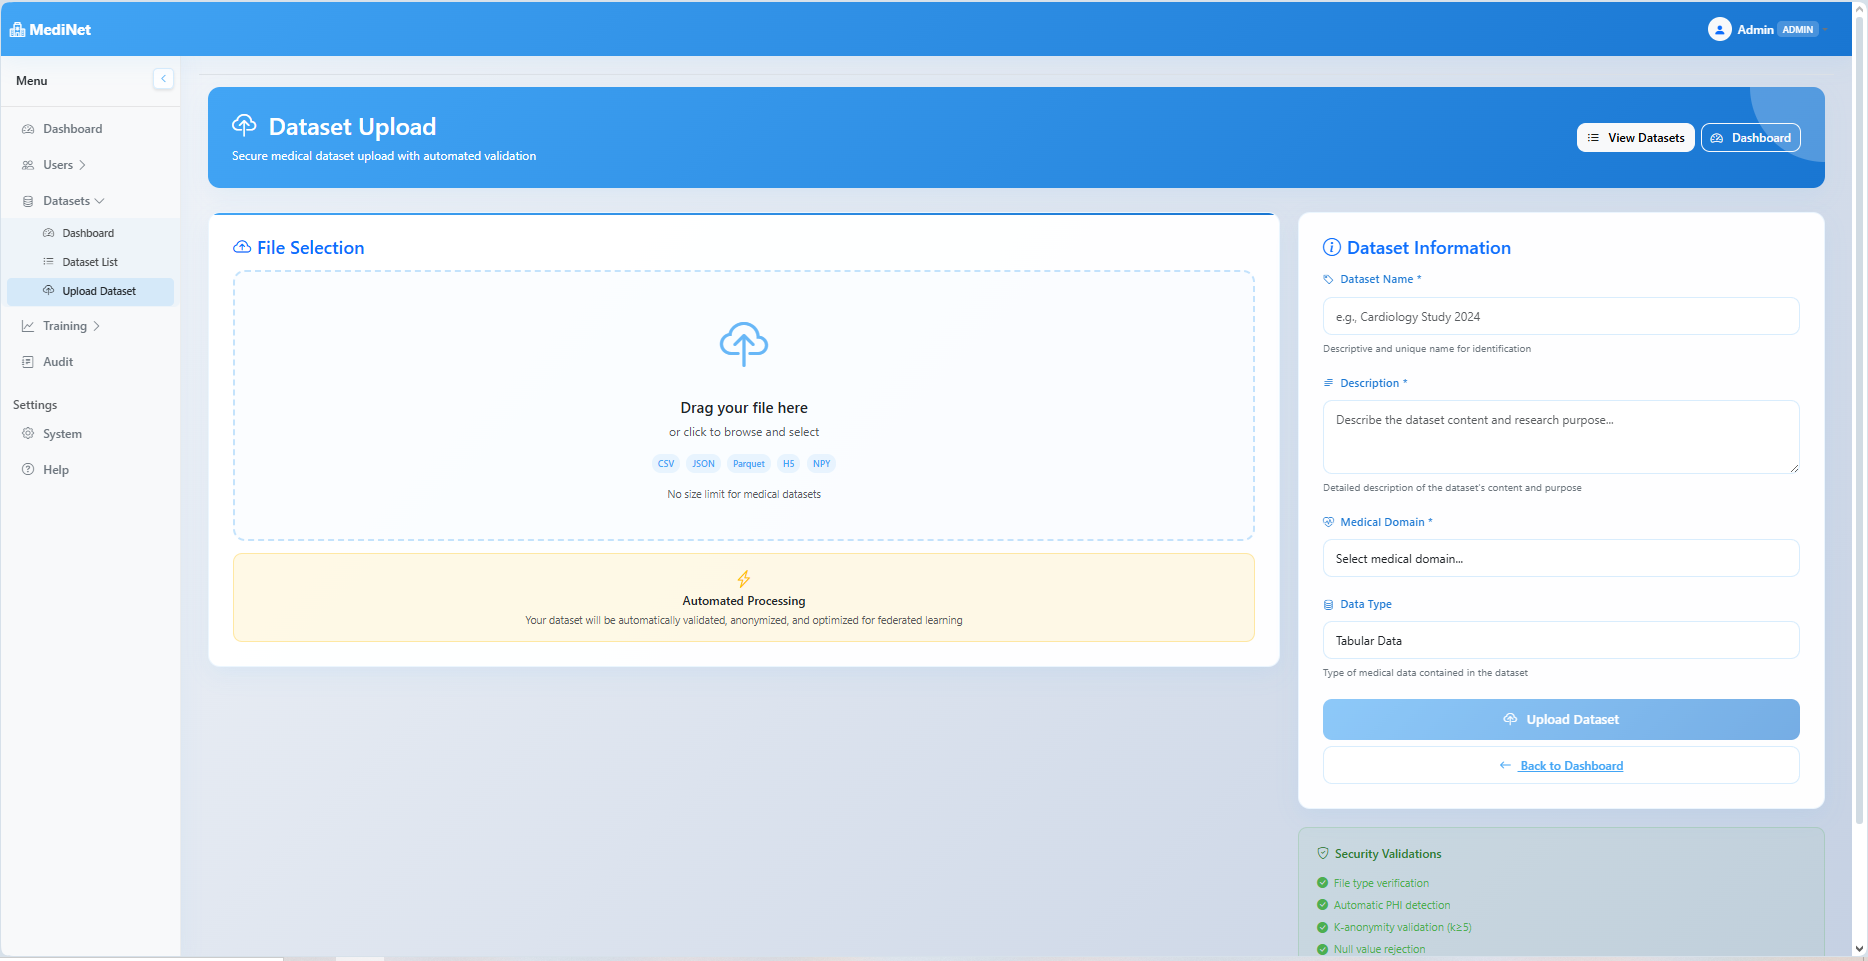 MediNet
Admin ADMIN
Menu
Dashboard
Users
Datasets
Dashboard
Dataset List
Upload Dataset
Training
Audit
Settings
System
Help
Dataset Upload
Secure medical dataset upload with automated validation
View Datasets
Dashboard
File Selection
Drag your file here
or click to browse and select
CSV JSON Parquet H5 NPY
No size limit for medical datasets
Automated Processing
Your dataset will be automatically validated, anonymized, and optimized for federated learning
Dataset Information
Dataset Name *
e.g., Cardiology Study 2024
Descriptive and unique name for identification
Description *
Describe the dataset content and research purpose...
Detailed description of the dataset's content and purpose
Medical Domain *
Select medical domain...
Data Type
Tabular Data
Type of medical data contained in the dataset
Upload Dataset
Back to Dashboard
Security Validations
File type verification
Automatic PHI detection
K-anonymity validation (k≥5)
Null value rejection